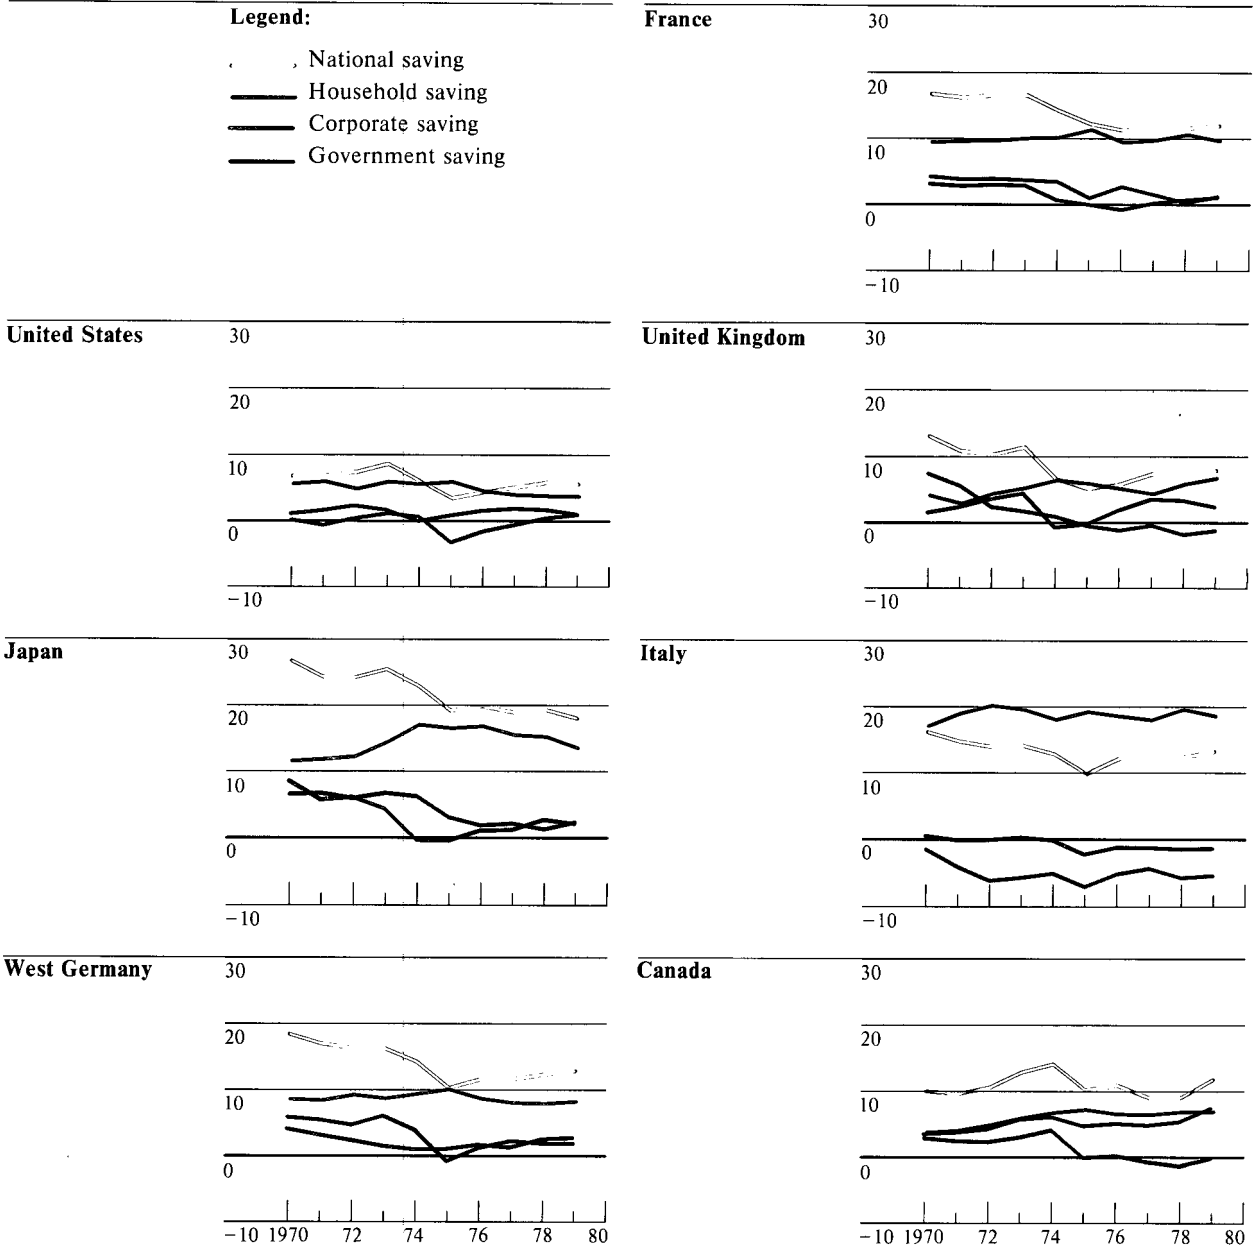 Legend:
National saving
Household saving
Corporate saving
Government saving
France
30
20
10
0
−10
United States
30
20
10
0
−10
United Kingdom
30
20
10
0
−10
Japan
30
20
10
0
−10
Italy
30
20
10
0
−10
West Germany
30
20
10
0
−10 1970 72 74 76 78 80
Canada
30
20
10
0
−10 1970 72 74 76 78 80